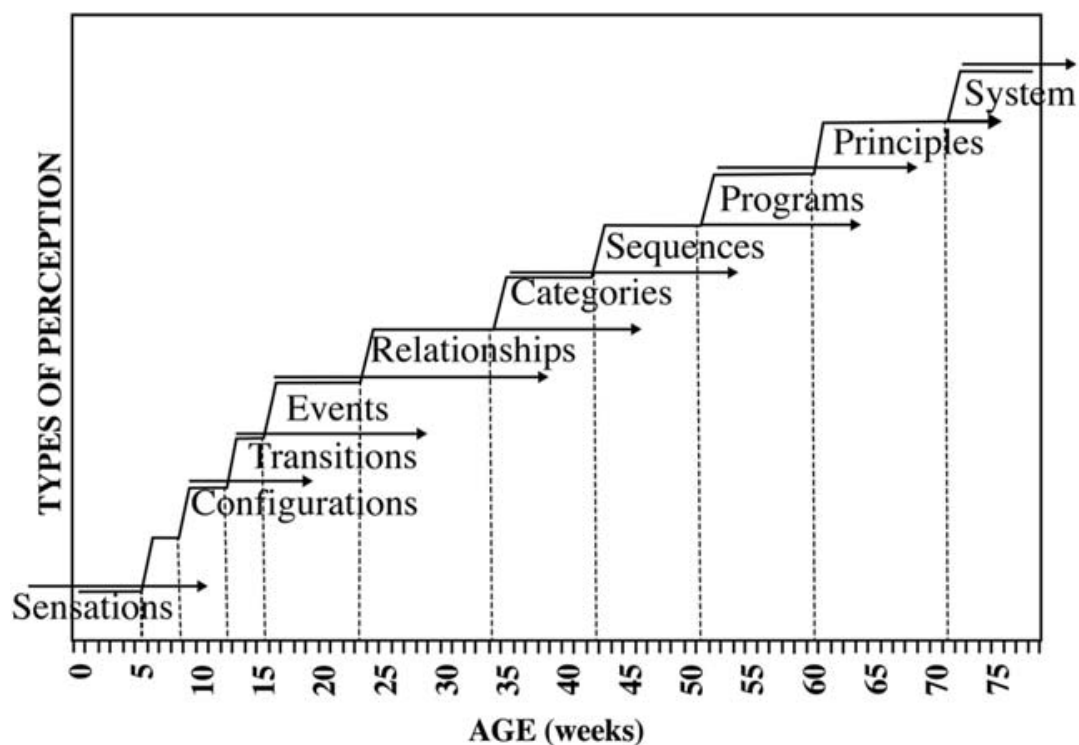 System
Principles
Programs
Sequences
Categories
Relationships
Events
Transitions
Configurations
Sensations
TYPES OF PERCEPTION
0 5 10 15 20 25 30 35 40 45 50 55 60 65 70 75
AGE (weeks)